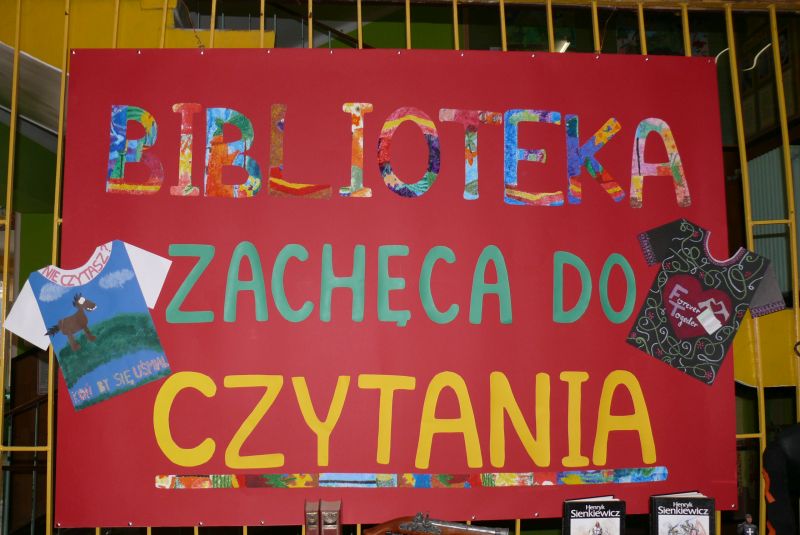 BIBLIOTEKA
ZACHĘCA DO
CZYTANIA
NIE CZYTASZ?
KOŃ BY SIĘ UŚMIAŁ
Forever
Together
Henryk
Sienkiewicz
Henryk
Sienkiewicz